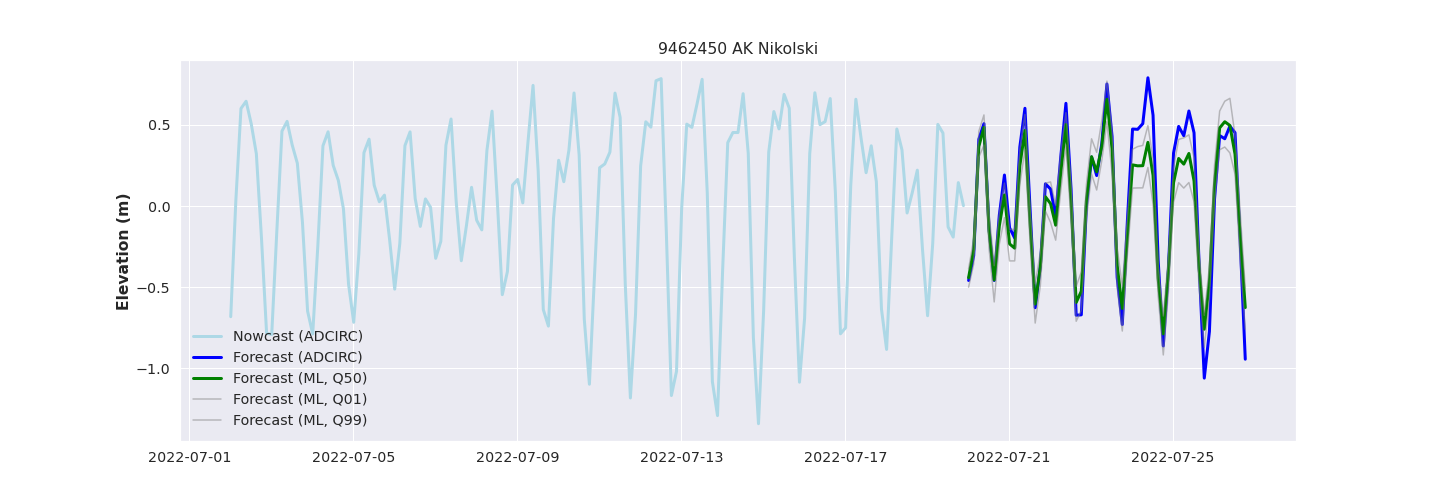 9462450 AK Nikolski
Elevation (m)
0.5
0.0
−0.5
−1.0
Nowcast (ADCIRC)
Forecast (ADCIRC)
Forecast (ML, Q50)
Forecast (ML, Q01)
Forecast (ML, Q99)
2022-07-01 2022-07-05 2022-07-09 2022-07-13 2022-07-17 2022-07-21 2022-07-25